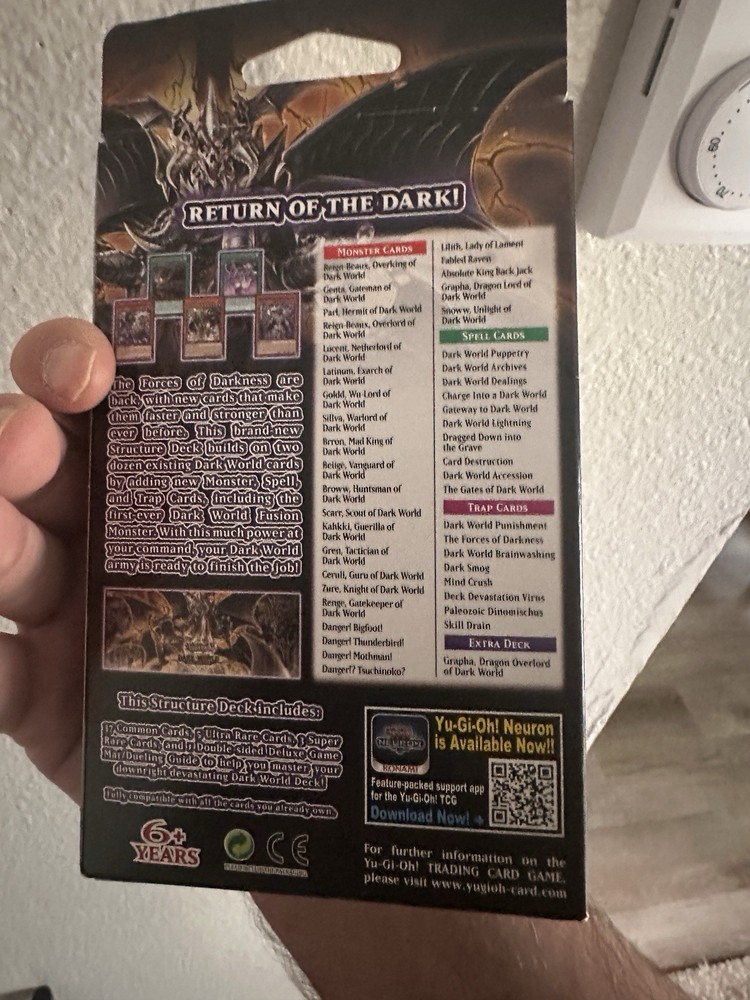 RETURN OF THE DARK!
The Forces of Darkness are
back, with new cards that make
them faster and stronger than
ever before. This brand-new
Structure Deck builds on two
dozen existing Dark World cards
by adding new Monster, Spell,
and Trap Cards, including the
first-ever Dark World Fusion
Monster. With this much power at
your command, your Dark World
army is ready to finish the job!
MONSTER CARDS
Reign-Beaux, Overking of
Dark World
Genta, Gateman of
Dark World
Parl, Hermit of Dark World
Reign-Beaux, Overlord of
Dark World
Lucent, Netherlord of
Dark World
Latinum, Exarch of
Dark World
Goldd, Wu-Lord of
Dark World
Sillva, Warlord of
Dark World
Brron, Mad King of
Dark World
Beiige, Vanguard of
Dark World
Broww, Huntsman of
Dark World
Scarr, Scout of Dark World
Kahkki, Guerilla of
Dark World
Gren, Tactician of
Dark World
Ceruli, Guru of Dark World
Zure, Knight of Dark World
Renge, Gatekeeper of
Dark World
Danger! Bigfoot!
Danger! Thunderbird!
Danger! Mothman!
Danger!? Tsuchinoko?
Lilith, Lady of Lament
Fabled Raven
Absolute King Back Jack
Grapha, Dragon Lord of
Dark World
Snoww, Unlight of
Dark World
SPELL CARDS
Dark World Puppetry
Dark World Archives
Dark World Dealings
Charge Into a Dark World
Gateway to Dark World
Dark World Lightning
Dragged Down into
the Grave
Card Destruction
Dark World Accession
The Gates of Dark World
TRAP CARDS
Dark World Punishment
The Forces of Darkness
Dark World Brainwashing
Dark Smog
Mind Crush
Deck Devastation Virus
Paleozoic Dinomischus
Skill Drain
EXTRA DECK
Grapha, Dragon Overlord
of Dark World
DARK WORLD
This Structure Deck includes:
37 Common Cards, 5 Ultra Rare Cards, 3 Super
Rare Cards, and 1 Double-sided Deluxe Game
Mat/Dueling Guide to help you master your
downright devastating Dark World Deck!
Fully compatible with all the cards you already own.
6+
YEARS
CE
NEURON
KONAMI
Yu-Gi-Oh! Neuron
is Available Now!!
Feature-packed support app
for the Yu-Gi-Oh! TCG
Download Now! →
For further information on the
Yu-Gi-Oh! TRADING CARD GAME,
please visit www.yugioh-card.com
60
70